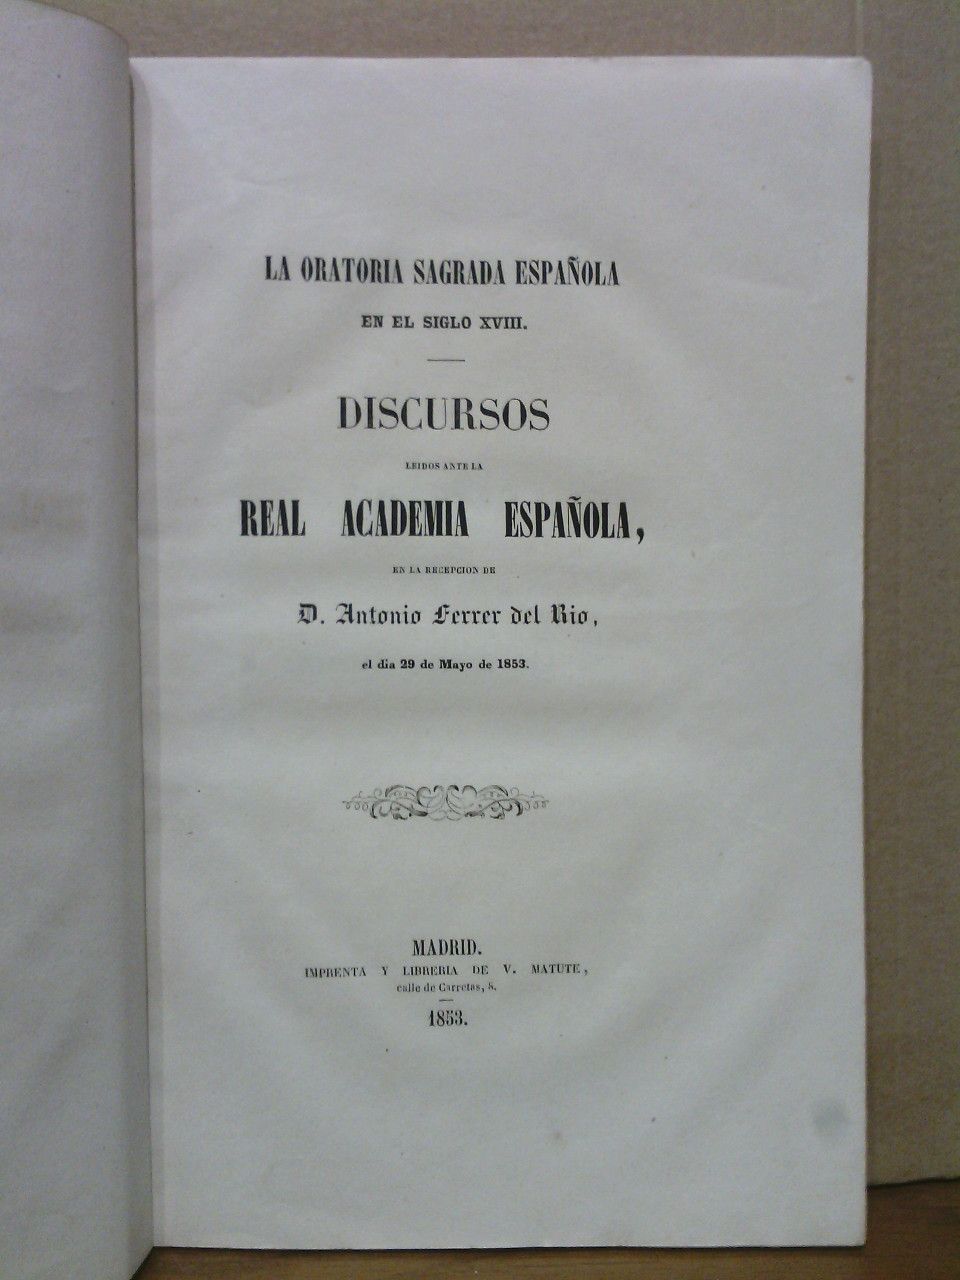 LA ORATORIA SAGRADA ESPAÑOLA
EN EL SIGLO XVIII.
DISCURSOS
LEIDOS ANTE LA
REAL ACADEMIA ESPAÑOLA,
EN LA RECEPCION DE
D. Antonio Ferrer del Rio,
el dia 29 de Mayo de 1853.
MADRID.
IMPRENTA Y LIBRERIA DE V. MATUTE,
calle de Carretas, 8.
1853.